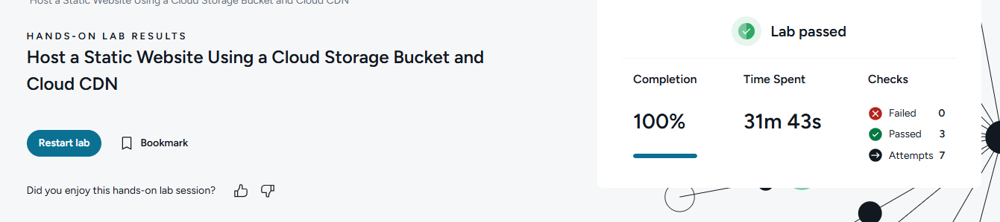 Host a Static Website Using a Cloud Storage Bucket and Cloud CDN
HANDS-ON LAB RESULTS
Host a Static Website Using a Cloud Storage Bucket and
Cloud CDN
Restart lab
Bookmark
Did you enjoy this hands-on lab session?
Lab passed
Completion
100%
Time Spent
31m 43s
Checks
Failed 0
Passed 3
Attempts 7